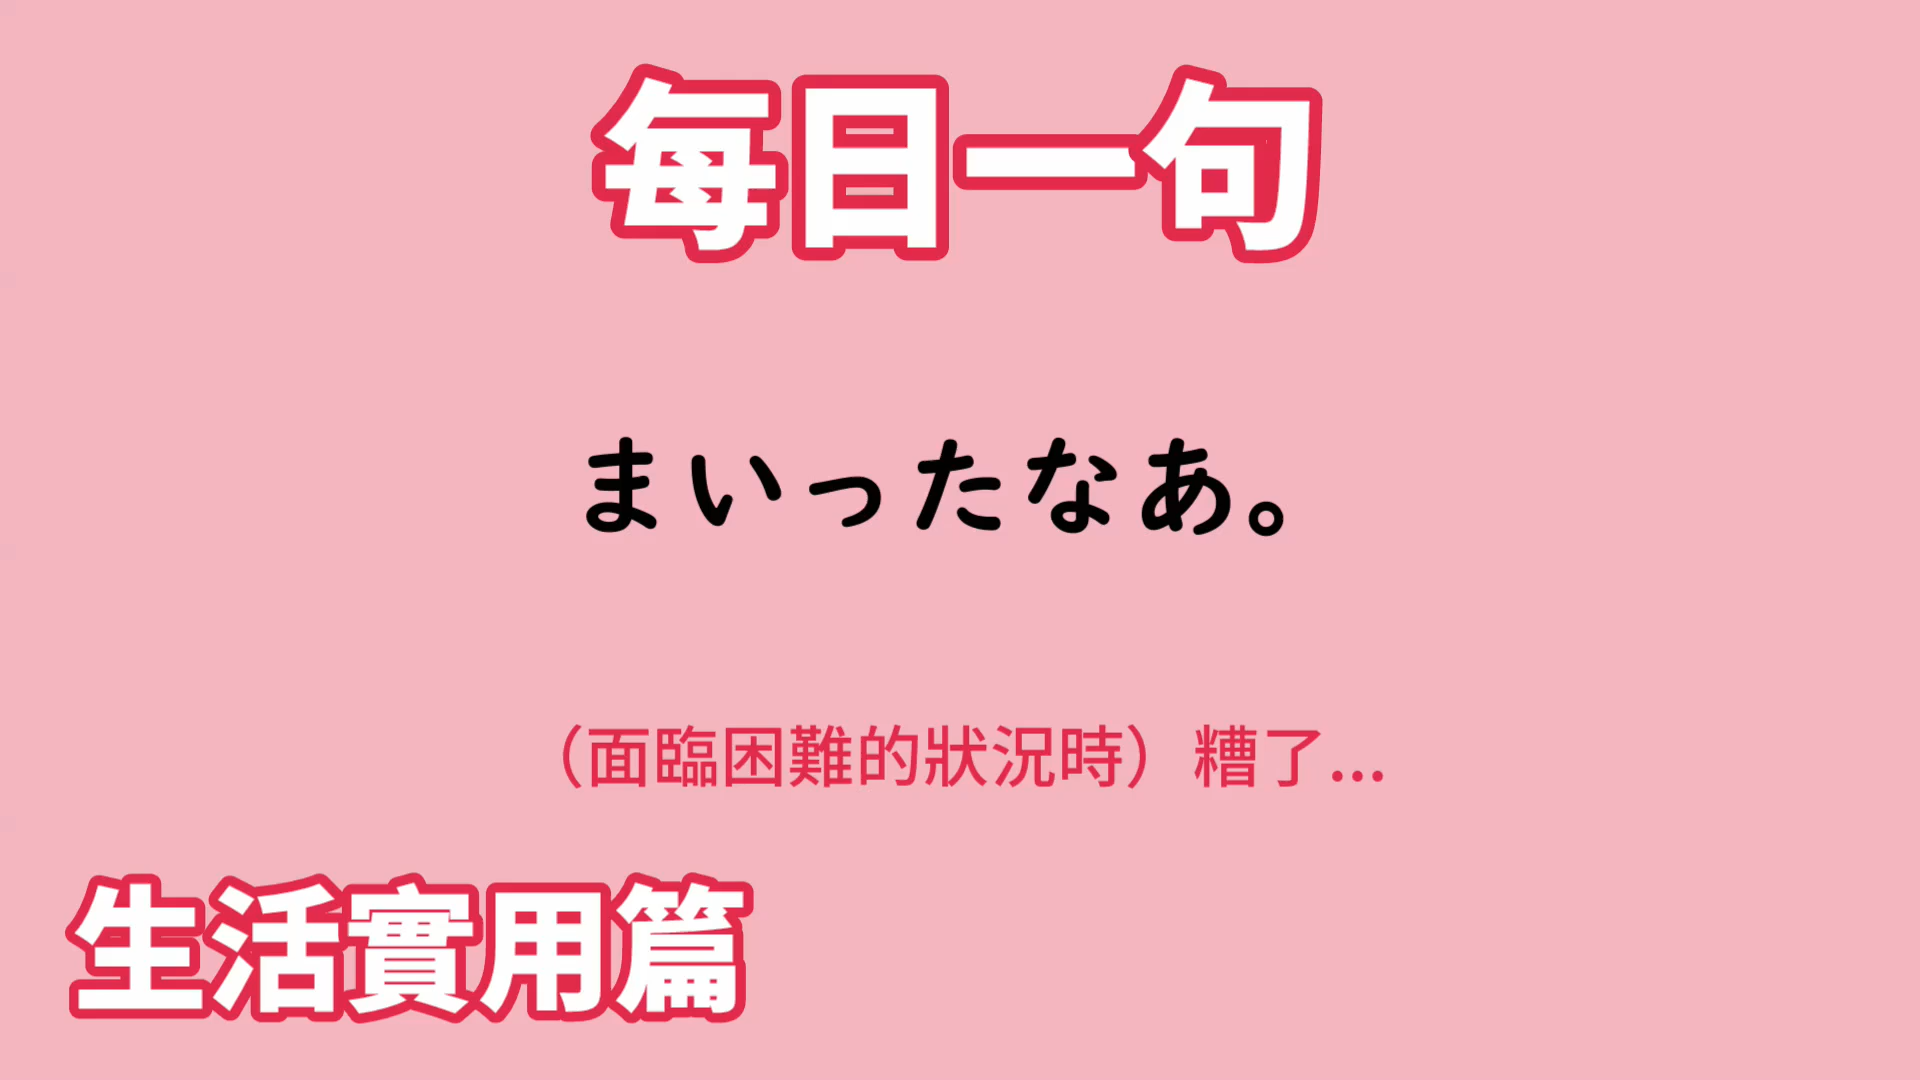 每日一句
まいったなあ。
（面臨困難的狀況時）糟了...
生活實用篇